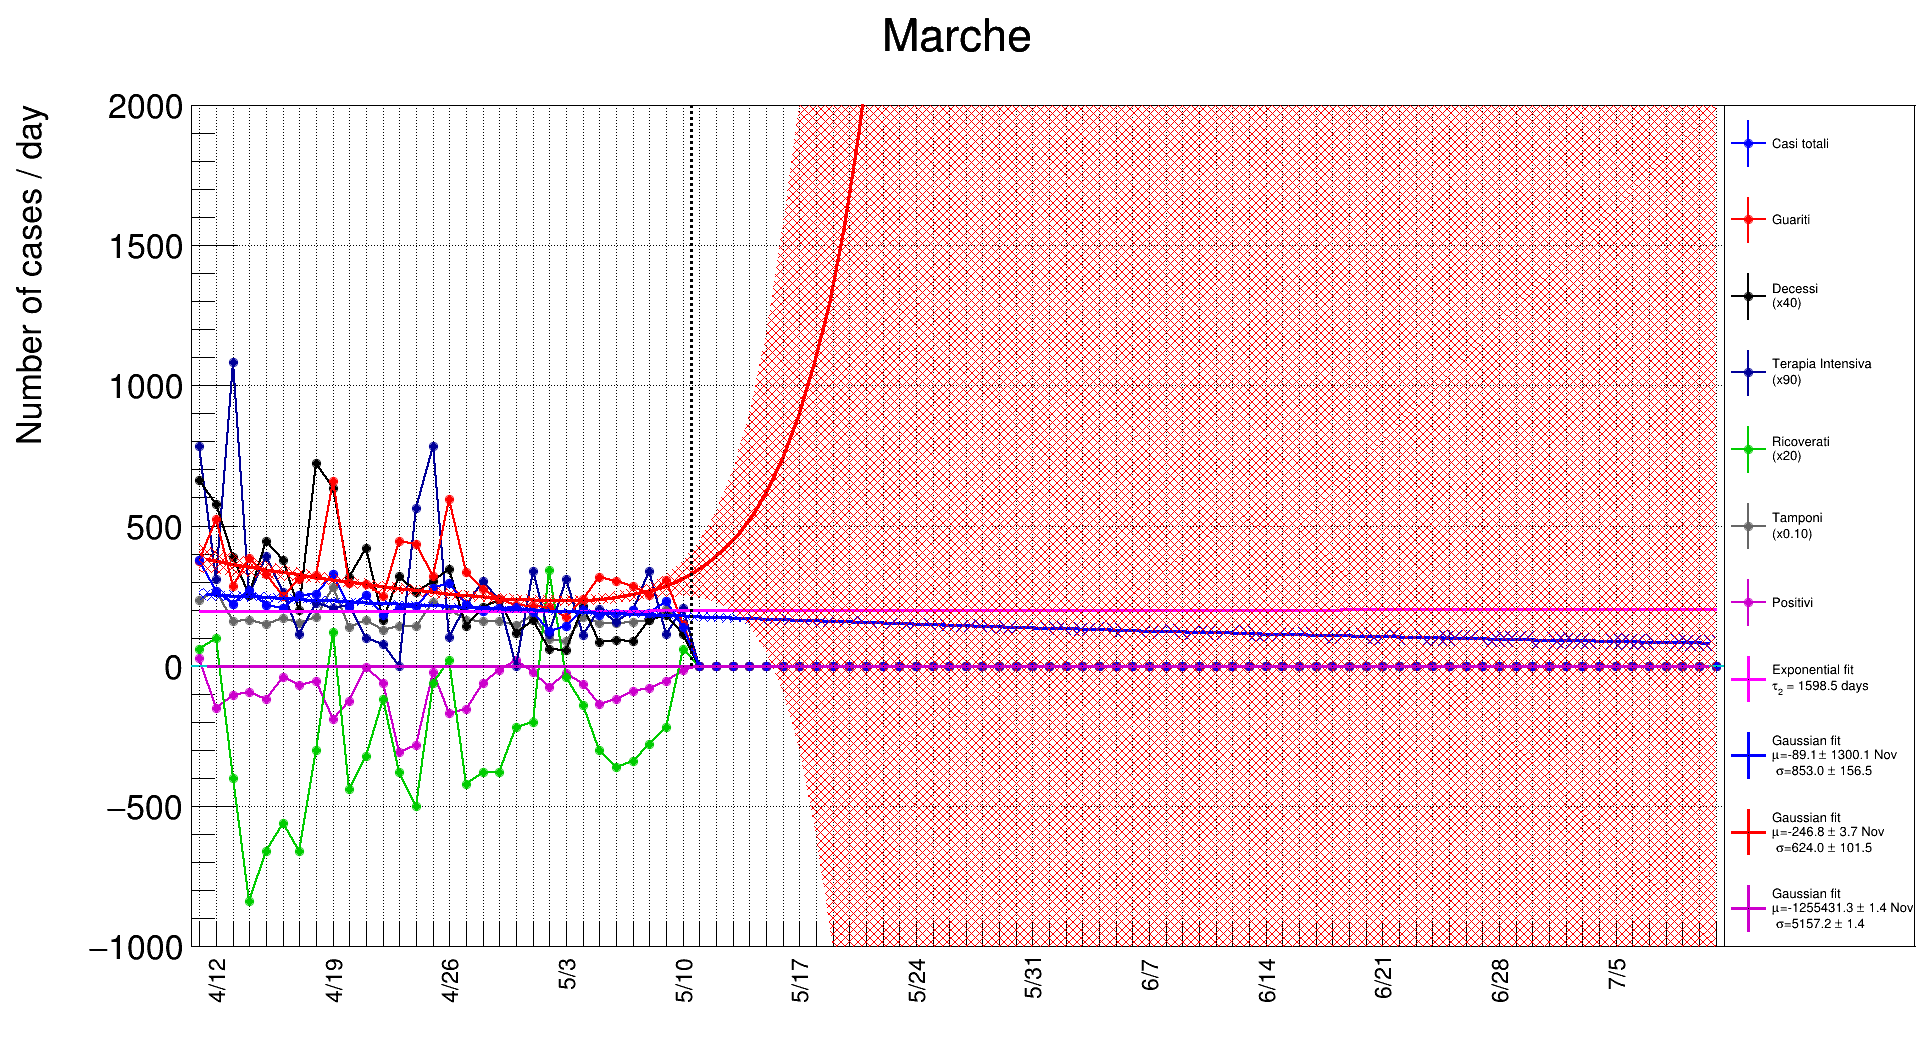 Marche
Number of cases / day
2000
1500
1000
500
0
−500
−1000
4/12
4/19
4/26
5/3
5/10
5/17
5/24
5/31
6/7
6/14
6/21
6/28
7/5
Casi totali
Guariti
Decessi
(x40)
Terapia Intensiva
(x90)
Ricoverati
(x20)
Tamponi
(x0.10)
Positivi
Exponential fit
τ2 = 1598.5 days
Gaussian fit
μ=-89.1 ± 1300.1 Nov
σ=853.0 ± 156.5
Gaussian fit
μ=-246.8 ± 3.7 Nov
σ=624.0 ± 101.5
Gaussian fit
μ=-1255431.3 ± 1.4 Nov
σ=5157.2 ± 1.4